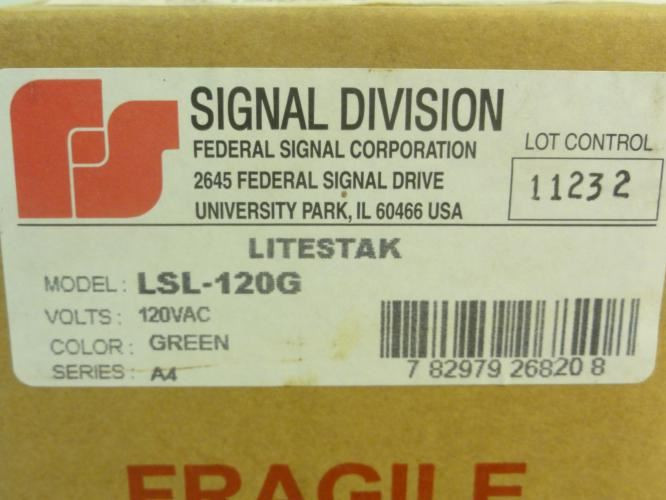 FS
SIGNAL DIVISION
FEDERAL SIGNAL CORPORATION
2645 FEDERAL SIGNAL DRIVE
UNIVERSITY PARK, IL 60466 USA
LOT CONTROL
11232
LITESTAK
MODEL: LSL-120G
VOLTS: 120VAC
COLOR: GREEN
SERIES: A4
7 82979 26820 8
FRAGILE